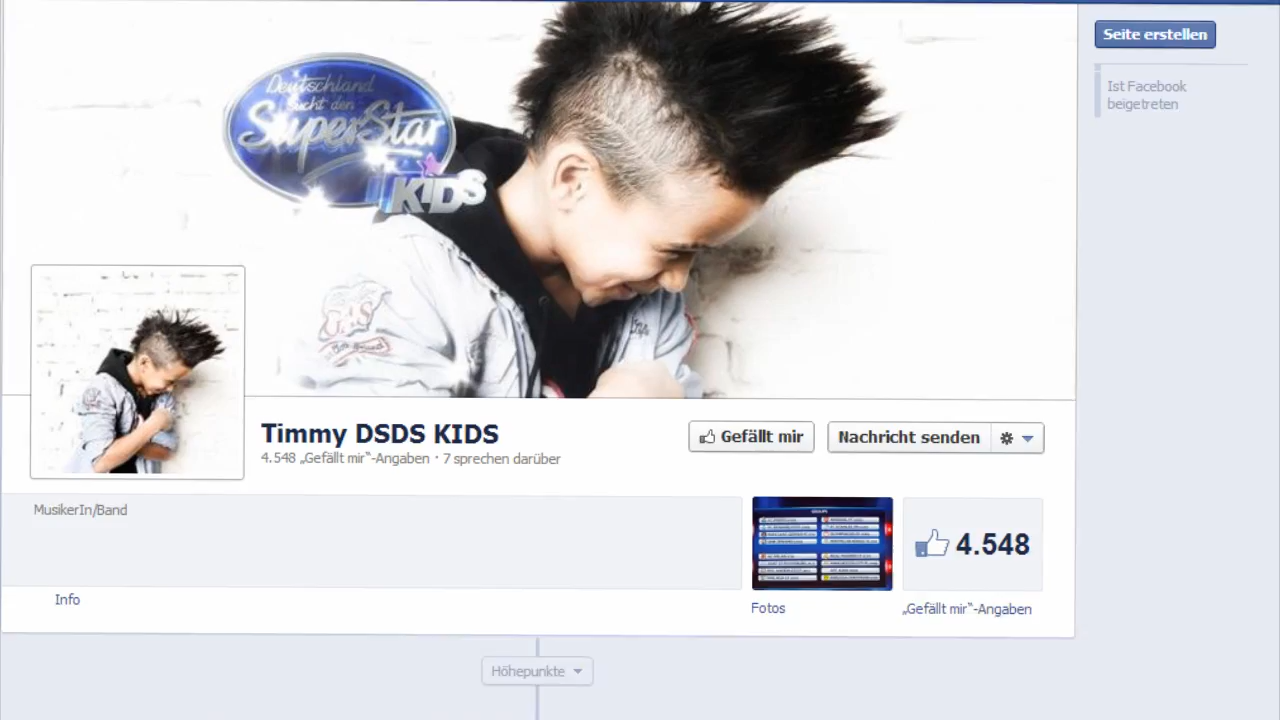 Seite erstellen
Ist Facebook
beigetreten
Deutschland
sucht den
SuperStar
KIDS
GAS
Timmy DSDS KIDS
Gefällt mir
Nachricht senden
4.548 „Gefällt mir“-Angaben · 7 sprechen darüber
MusikerIn/Band
4.548
Info
Fotos
„Gefällt mir“-Angaben
Höhepunkte